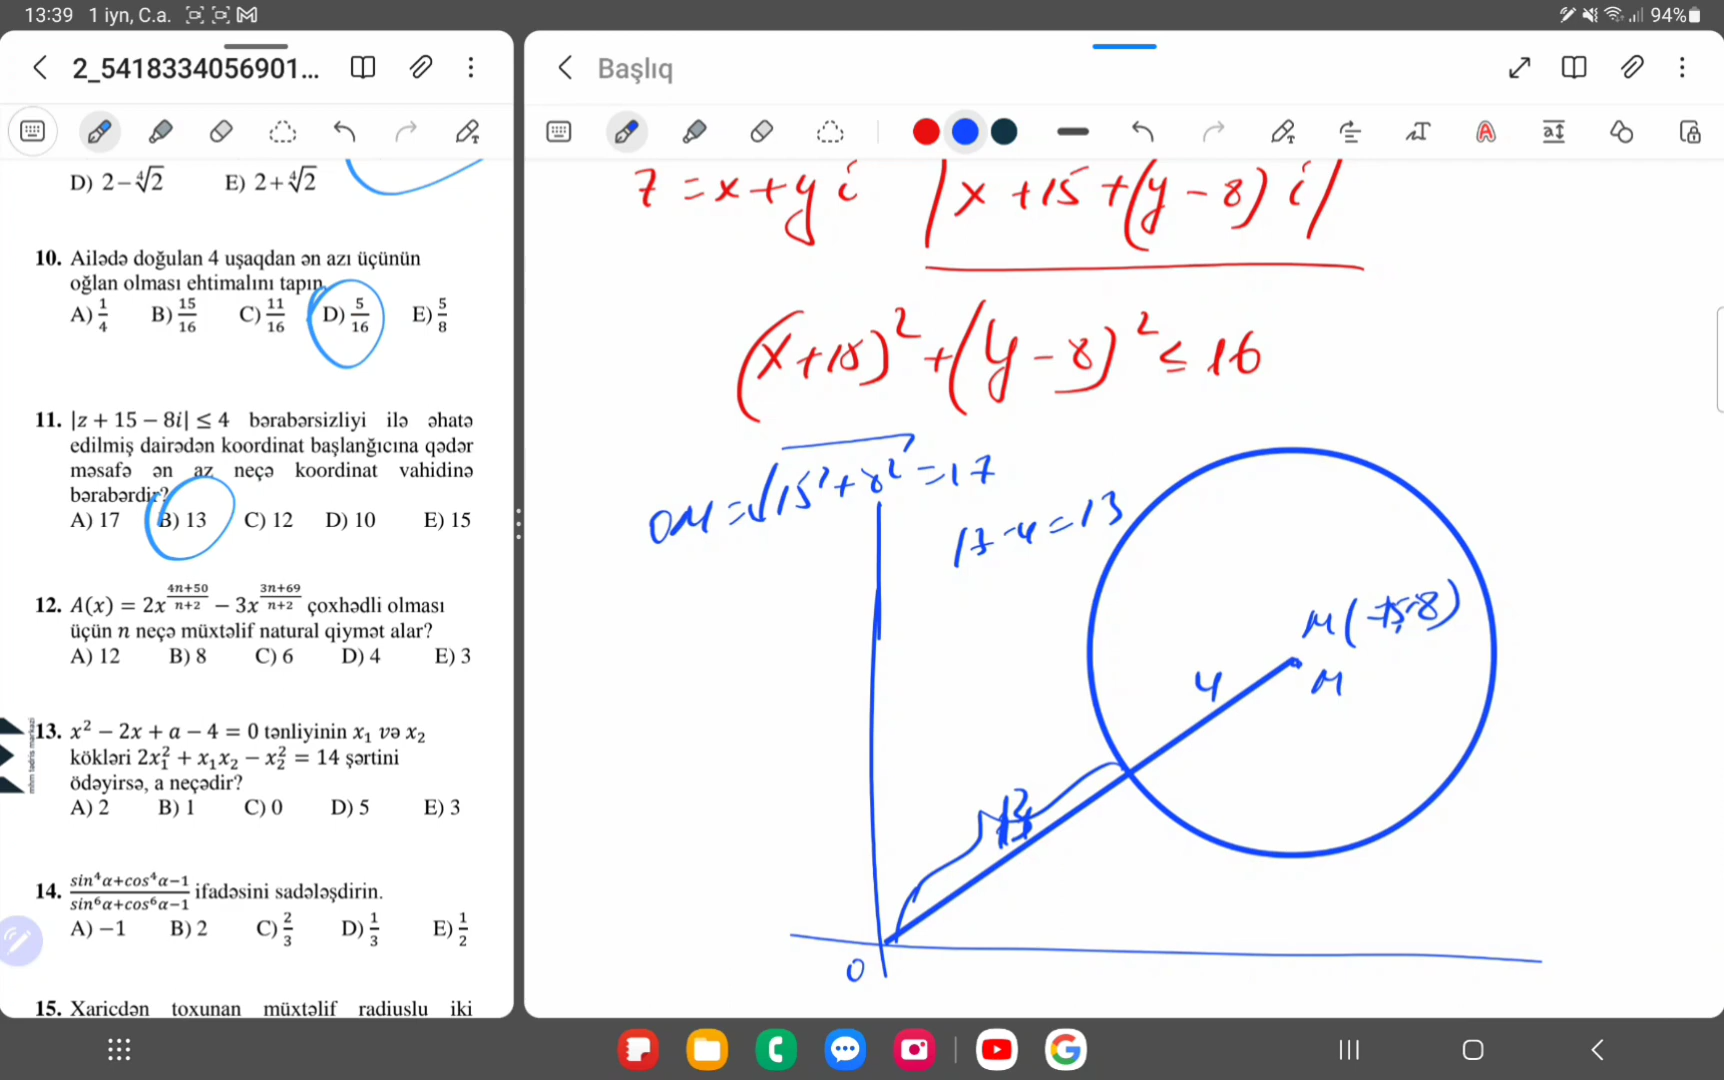 13:39 1 iyn, C.a. 94%
2_5418334056901...
D) 2−∜2 E) 2+∜2
10. Ailədə doğulan 4 uşaqdan ən azı üçünün
oğlan olması ehtimalını tapın.
A) 1/4 B) 15/16 C) 11/16 D) 5/16 E) 5/8
11. |z + 15 − 8i| ≤ 4 bərabərsizliyi ilə əhatə
edilmiş dairədən koordinat başlanğıcına qədər
məsafə ən az neçə koordinat vahidinə
bərabərdir?
A) 17 B) 13 C) 12 D) 10 E) 15
12. A(x) = 2x^((4n+50)/(n+2)) − 3x^((3n+69)/(n+2)) çoxhədli olması
üçün n neçə müxtəlif natural qiymət alar?
A) 12 B) 8 C) 6 D) 4 E) 3
13. x² − 2x + a − 4 = 0 tənliyinin x₁ və x₂
kökləri 2x₁² + x₁x₂ − x₂² = 14 şərtini
ödəyirsə, a neçədir?
A) 2 B) 1 C) 0 D) 5 E) 3
14. (sin⁴α+cos⁴α−1)/(sin⁶α+cos⁶α−1) ifadəsini sadələşdirin.
A) −1 B) 2 C) 2/3 D) 1/3 E) 1/2
15. Xaricdən toxunan müxtəlif radiuslu iki
Başlıq
z = x + yi |x + 15 + (y − 8)i|
(x + 15)² + (y − 8)² ≤ 16
OM = √(15² + 8²) = 17
17 − 4 = 13
M(−15; 8)
4 M
13
0